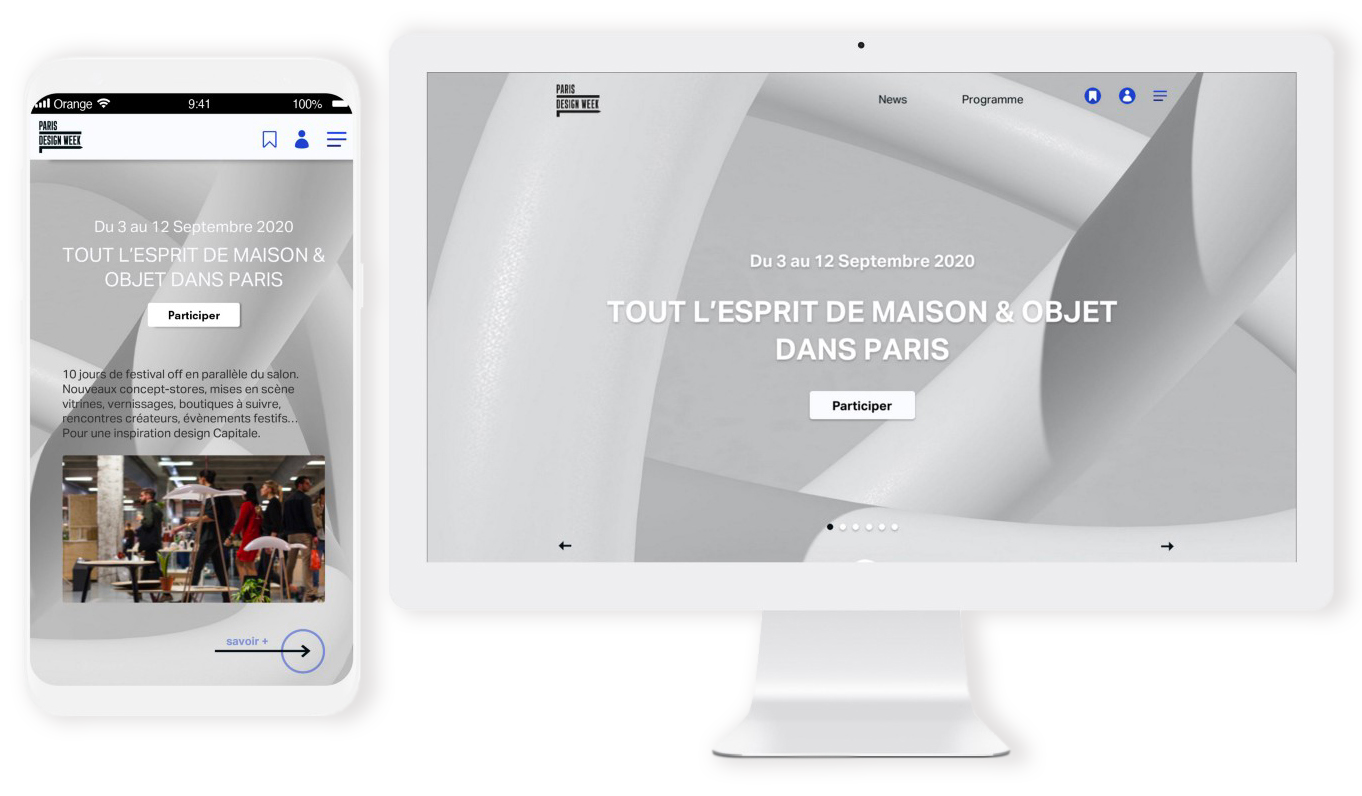 Orange 9:41 100%
PARIS
DESIGN WEEK
Du 3 au 12 Septembre 2020
TOUT L'ESPRIT DE MAISON &
OBJET DANS PARIS
Participer
10 jours de festival off en parallèle du salon.
Nouveaux concept-stores, mises en scène
vitrines, vernissages, boutiques à suivre,
rencontres créateurs, évènements festifs…
Pour une inspiration design Capitale.
savoir +
PARIS
DESIGN WEEK
News Programme
Du 3 au 12 Septembre 2020
TOUT L'ESPRIT DE MAISON & OBJET
DANS PARIS
Participer